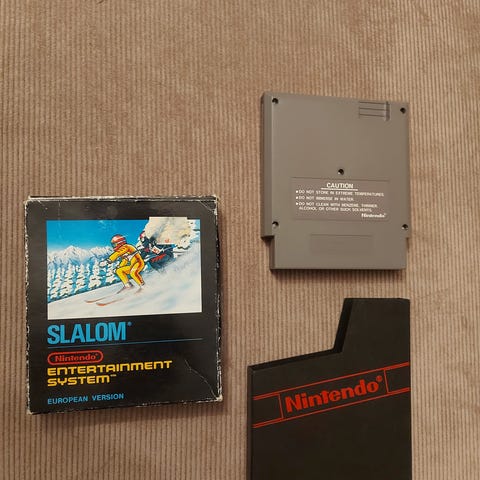 SLALOM®
Nintendo®
ENTERTAINMENT
SYSTEM™
EUROPEAN VERSION
CAUTION
●DO NOT STORE IN EXTREME TEMPERATURES.
●DO NOT IMMERSE IN WATER.
●DO NOT CLEAN WITH BENZENE, THINNER,
ALCOHOL OR OTHER SUCH SOLVENTS.
Nintendo®
Nintendo®